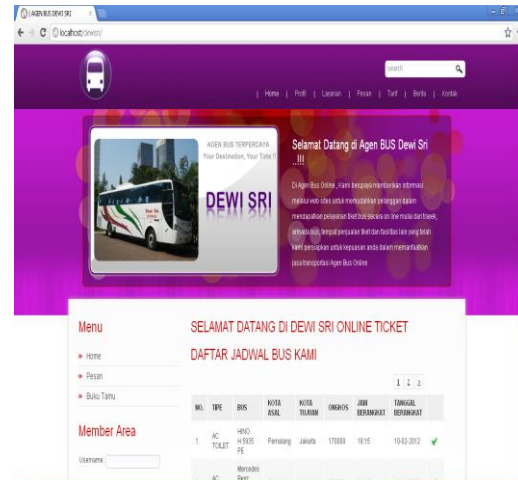 AGEN BUS DEWI SRI
localhost/dewisri/
search
| Home | Profil | Layanan | Pesan | Tarif | Berita | Kontak
AGEN BUS TERPERCAYA
Your Destination, Your Time !!
DEWI SRI
Selamat Datang di Agen BUS Dewi Sri
!!!
Di Agen Bus Online , Kami berupaya memberikan informasi
melalui web sites untuk memudahkan pelanggan dalam
mendapatkan pelayanan tiket bus secara on line mulai dari trayek,
armada bus, tempat penjualan tiket dan fasilitas lain yang telah
kami persiapkan untuk kepuasan anda dalam memanfaatkan
jasa transportasi Agen Bus Online
Menu
» Home
» Pesan
» Buku Tamu
Member Area
Username :
SELAMAT DATANG DI DEWI SRI ONLINE TICKET
DAFTAR JADWAL BUS KAMI
1 2 >
NO. TIPE BUS KOTA ASAL KOTA TUJUAN ONGKOS JAM BERANGKAT TANGGAL BERANGKAT
1. AC TOILET HINO H 5935 PE Pemalang Jakarta 170000 18:15 10-02-2012
AC Mercedes Benz